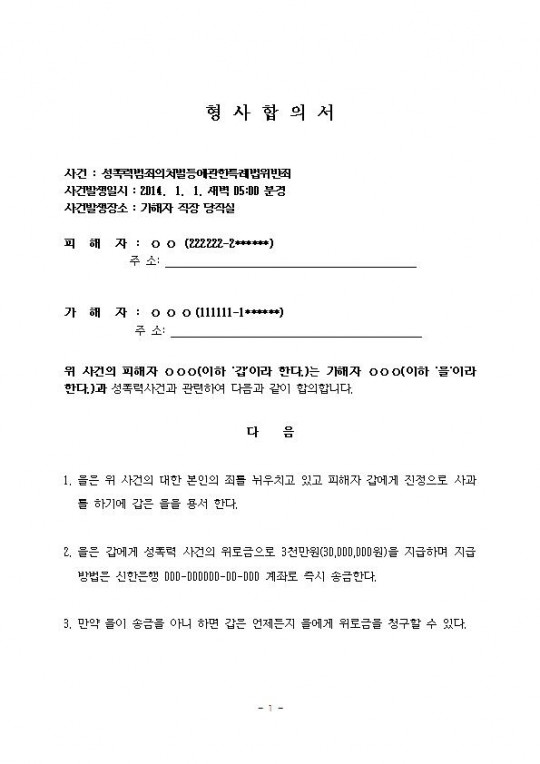 형 사 합 의 서
사건 : 성폭력범죄의처벌등에관한특례법위반죄
사건발생일시 : 2014. 1. 1. 새벽 05:00 분경
사건발생장소 : 가해자 직장 당직실
피 해 자 : ㅇ ㅇ (222222-2******)
주 소:
가 해 자 : ㅇ ㅇ ㅇ (111111-1******)
주 소:
위 사건의 피해자 ㅇㅇㅇ(이하 '갑'이라 한다.)는 가해자 ㅇㅇㅇ(이하 '을'이라
한다.)과 성폭력사건과 관련하여 다음과 같이 합의합니다.
다 음
1. 을은 위 사건의 대한 본인의 죄를 뉘우치고 있고 피해자 갑에게 진정으로 사과
를 하기에 갑은 을을 용서 한다.
2. 을은 갑에게 성폭력 사건의 위로금으로 3천만원(30,000,000원)을 지급하며 지급
방법은 신한은행 000-000000-00-000 계좌로 즉시 송금한다.
3. 만약 을이 송금을 아니 하면 갑은 언제든지 을에게 위로금을 청구할 수 있다.
- 1 -